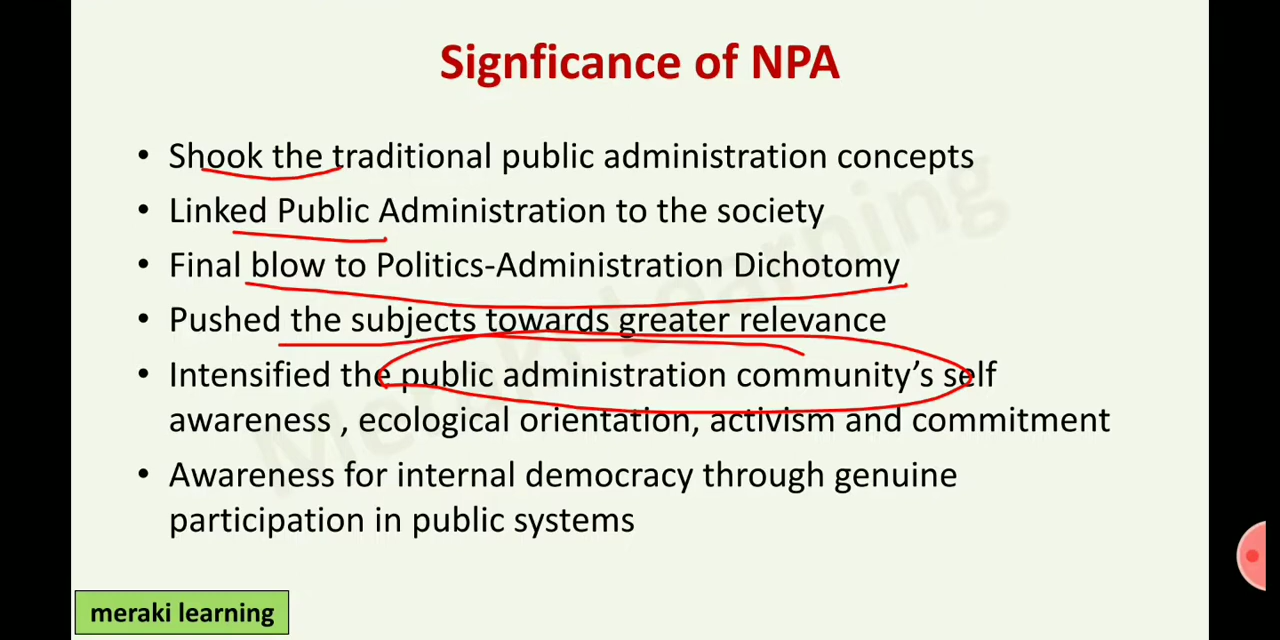 Signficance of NPA
• Shook the traditional public administration concepts
• Linked Public Administration to the society
• Final blow to Politics-Administration Dichotomy
• Pushed the subjects towards greater relevance
• Intensified the public administration community's self
awareness , ecological orientation, activism and commitment
• Awareness for internal democracy through genuine
participation in public systems
Meraki Learning
meraki learning